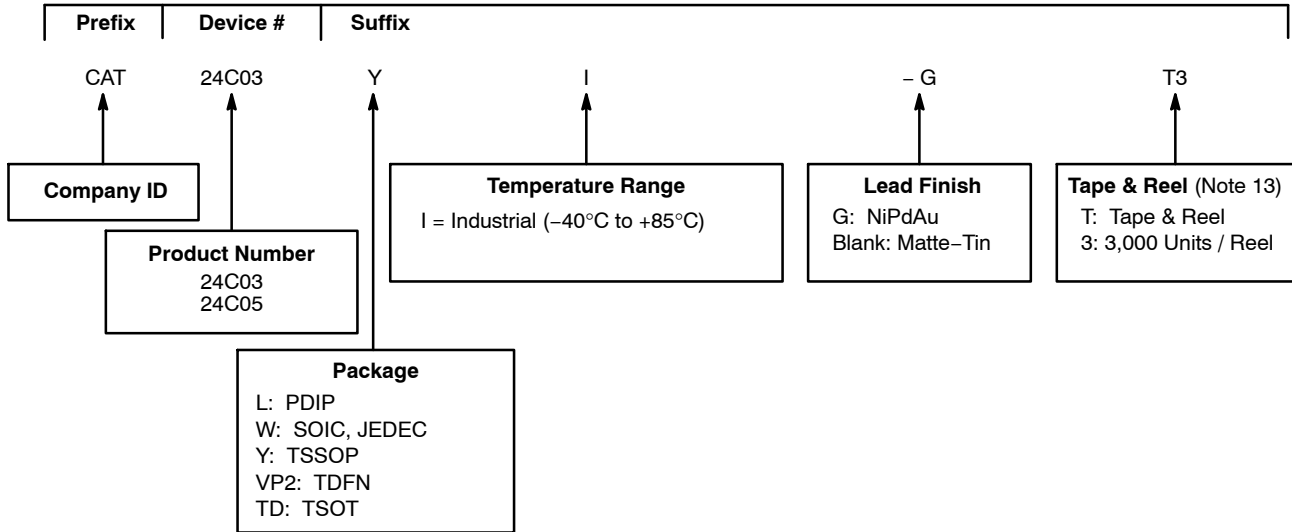 Prefix Device # Suffix
CAT 24C03 Y I – G T3
Company ID
Product Number
24C03
24C05
Package
L: PDIP
W: SOIC, JEDEC
Y: TSSOP
VP2: TDFN
TD: TSOT
Temperature Range
I = Industrial (−40°C to +85°C)
Lead Finish
G: NiPdAu
Blank: Matte−Tin
Tape & Reel (Note 13)
T: Tape & Reel
3: 3,000 Units / Reel